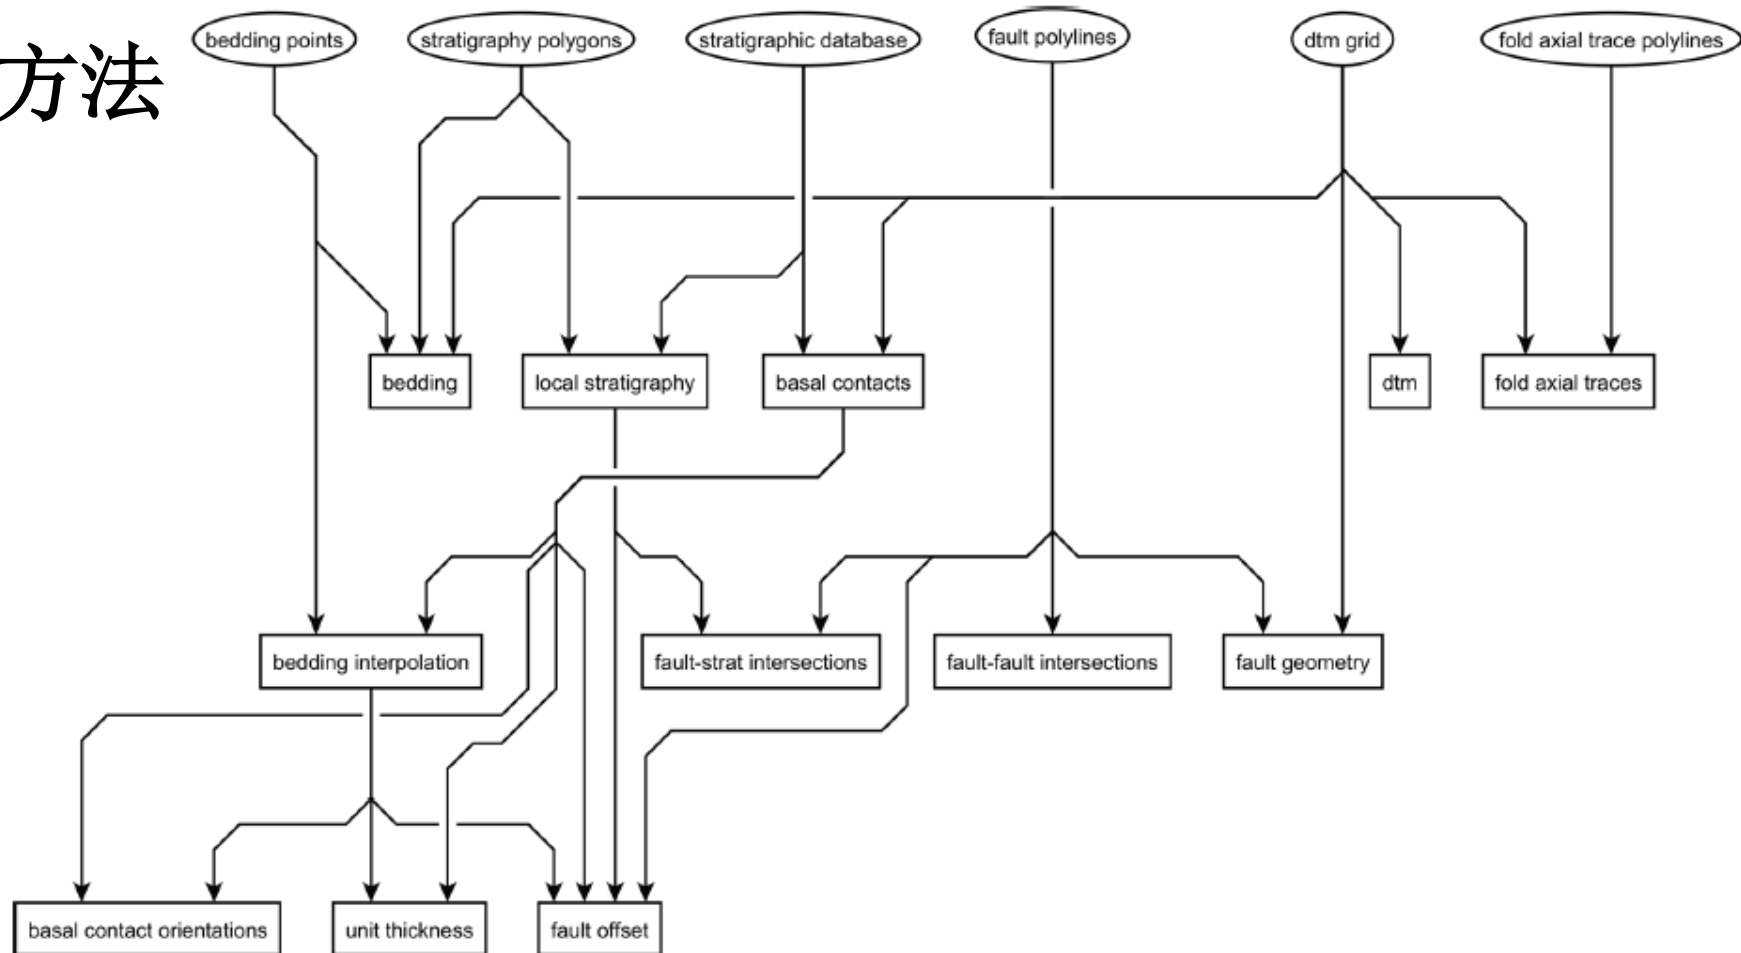 方法
bedding points
stratigraphy polygons
stratigraphic database
fault polylines
dtm grid
fold axial trace polylines
bedding
local stratigraphy
basal contacts
dtm
fold axial traces
bedding interpolation
fault-strat intersections
fault-fault intersections
fault geometry
basal contact orientations
unit thickness
fault offset